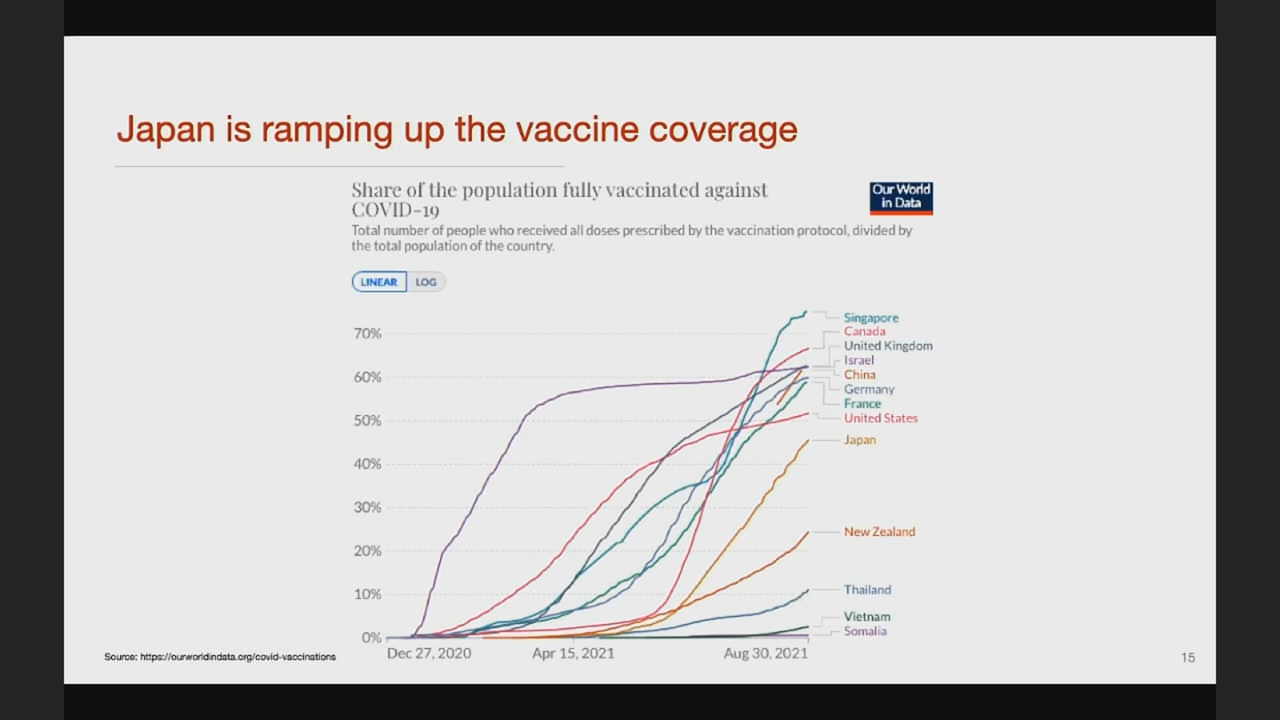 Japan is ramping up the vaccine coverage
Share of the population fully vaccinated against
COVID-19
Our World
in Data
Total number of people who received all doses prescribed by the vaccination protocol, divided by
the total population of the country.
LINEAR LOG
70%
60%
50%
40%
30%
20%
10%
0%
Singapore
Canada
United Kingdom
Israel
China
Germany
France
United States
Japan
New Zealand
Thailand
Vietnam
Somalia
Dec 27, 2020 Apr 15, 2021 Aug 30, 2021
Source: https://ourworldindata.org/covid-vaccinations
15